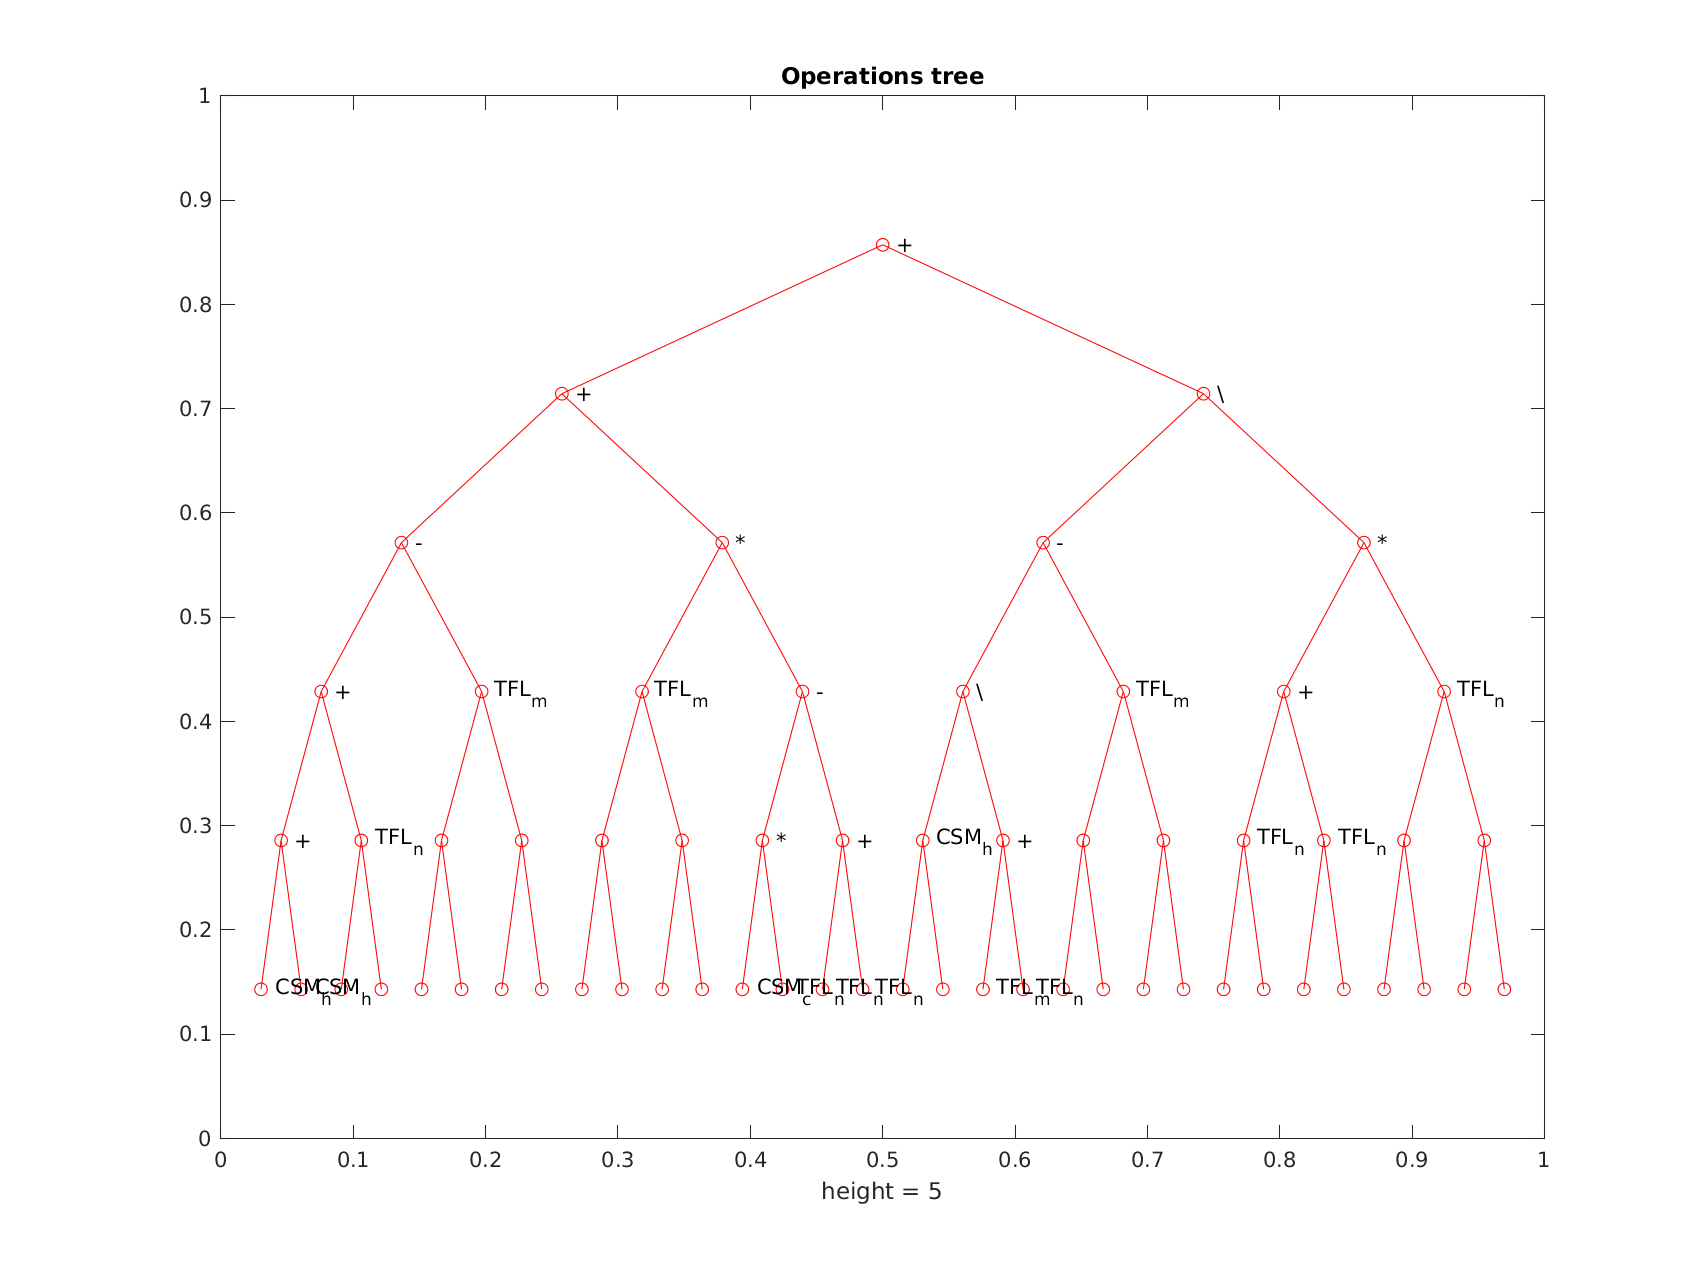 Operations tree
1
0.9
+
0.8
+ \
0.7
0.6
- * - *
0.5
+ TFLm TFLm - \ TFLm + TFLn
0.4
0.3
+ TFLn * + CSMh + TFLn TFLn
0.2
CSMh CSMh CSMc TFLn TFLn TFLn TFLm TFLn
0.1
0
0 0.1 0.2 0.3 0.4 0.5 0.6 0.7 0.8 0.9 1
height = 5